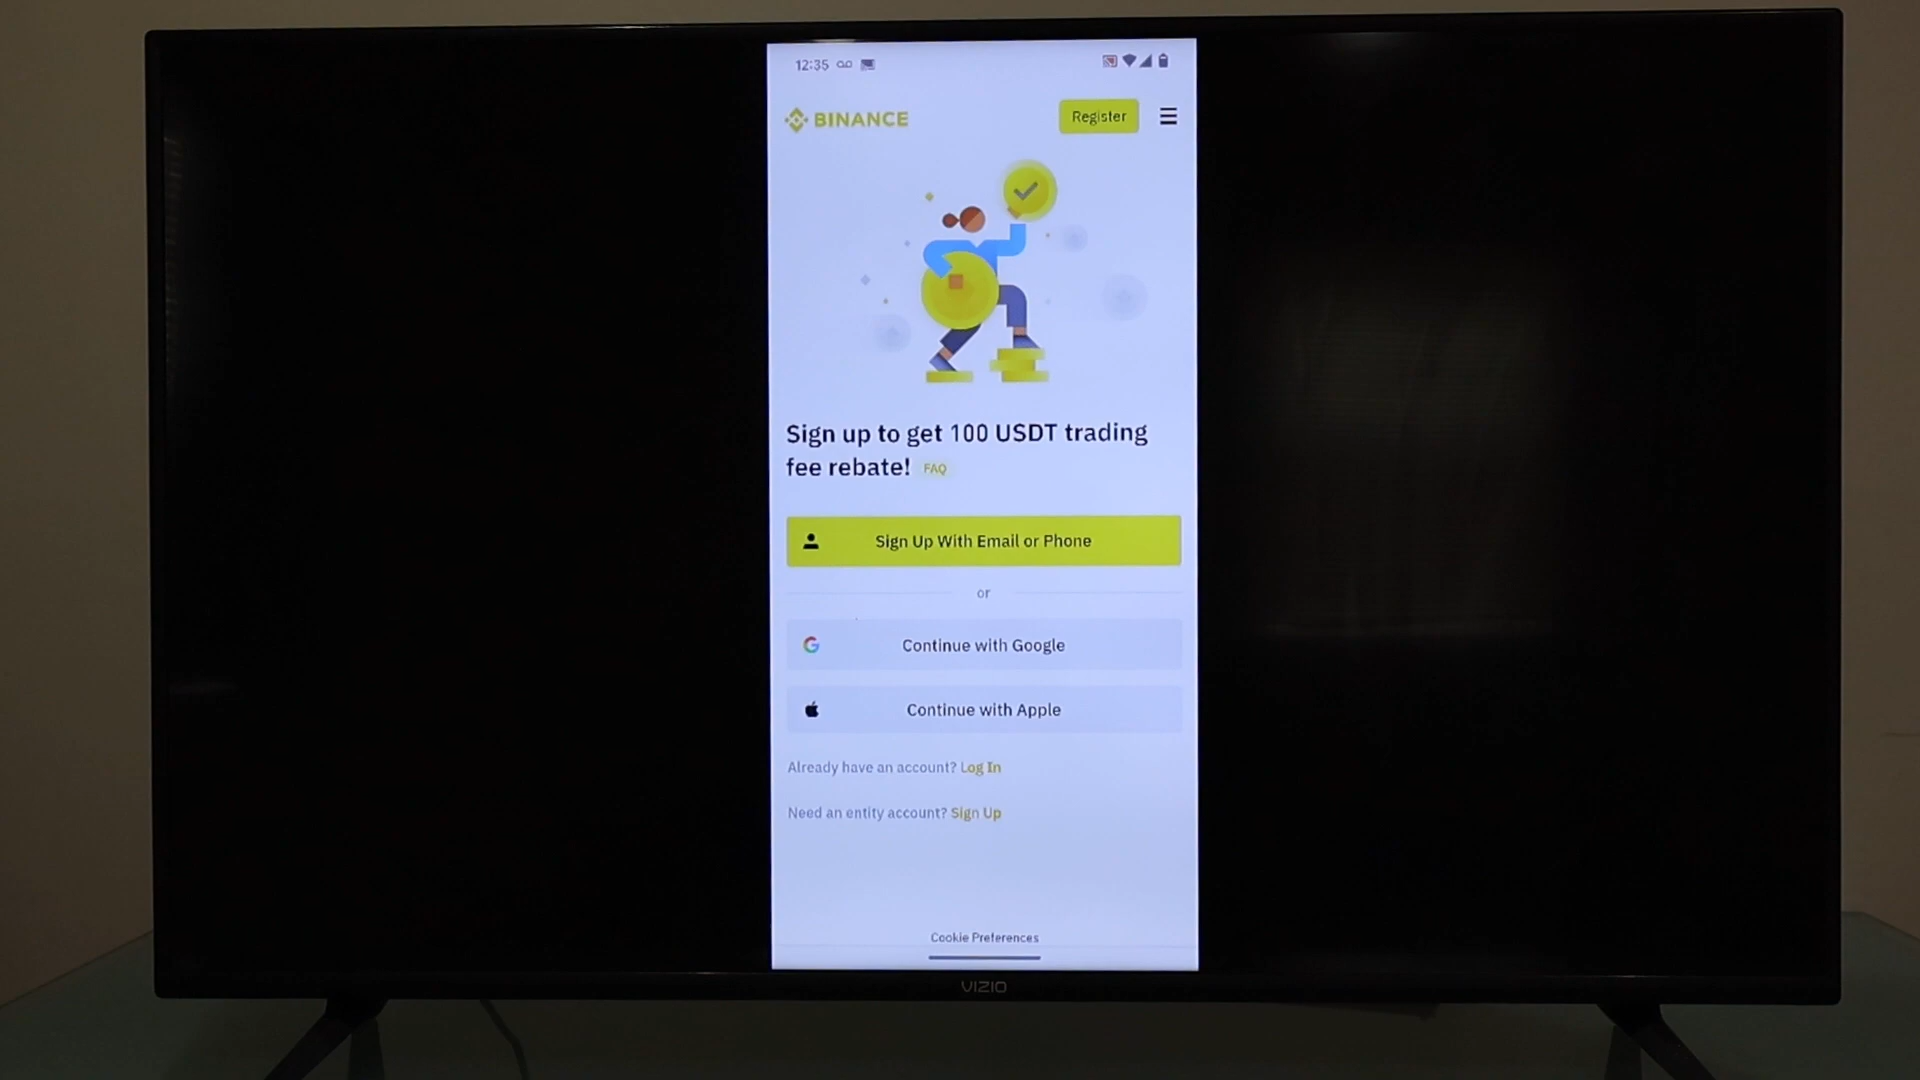 12:35
BINANCE
Register
Sign up to get 100 USDT trading
fee rebate! FAQ
Sign Up With Email or Phone
or
Continue with Google
Continue with Apple
Already have an account? Log In
Need an entity account? Sign Up
Cookie Preferences
VIZIO